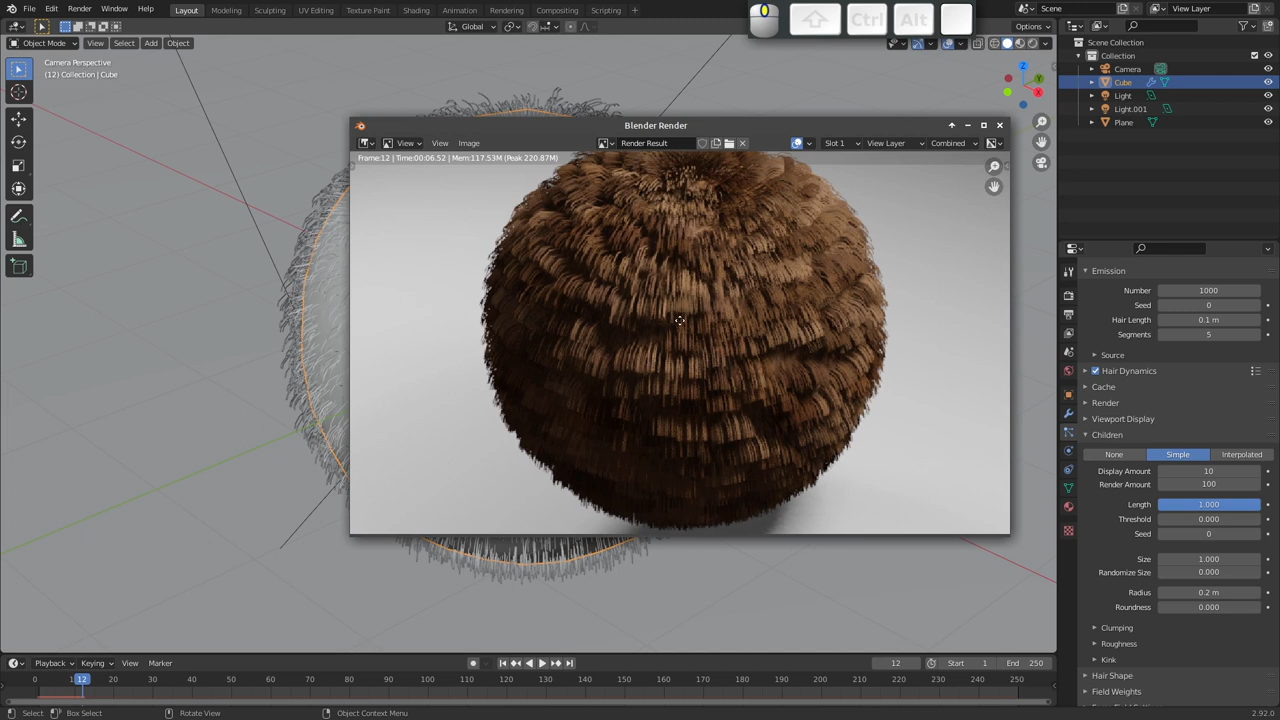 File Edit Render Window Help Layout Modeling Sculpting UV Editing Texture Paint Shading Animation Rendering Compositing Scripting + Scene View Layer
Ctrl Alt
Global Options
Object Mode View Select Add Object
Camera Perspective
(12) Collection | Cube
Scene Collection
Collection
Camera
Cube
Light
Light.001
Plane
Z
Y
X
Blender Render
View View Image Render Result Slot 1 View Layer Combined
Frame:12 | Time:00:06.52 | Mem:117.53M (Peak 220.87M)
Emission
Number 1000
Seed 0
Hair Length 0.1 m
Segments 5
Source
Hair Dynamics
Cache
Render
Viewport Display
Children
None Simple Interpolated
Display Amount 10
Render Amount 100
Length 1.000
Threshold 0.000
Seed 0
Size 1.000
Randomize Size 0.000
Radius 0.2 m
Roundness 0.000
Clumping
Roughness
Kink
Hair Shape
Field Weights
Playback Keying View Marker 12 Start 1 End 250
0 12 20 30 40 50 60 70 80 90 100 110 120 130 140 150 160 170 180 190 200 210 220 230 240 250
Select Box Select Rotate View Object Context Menu 2.92.0